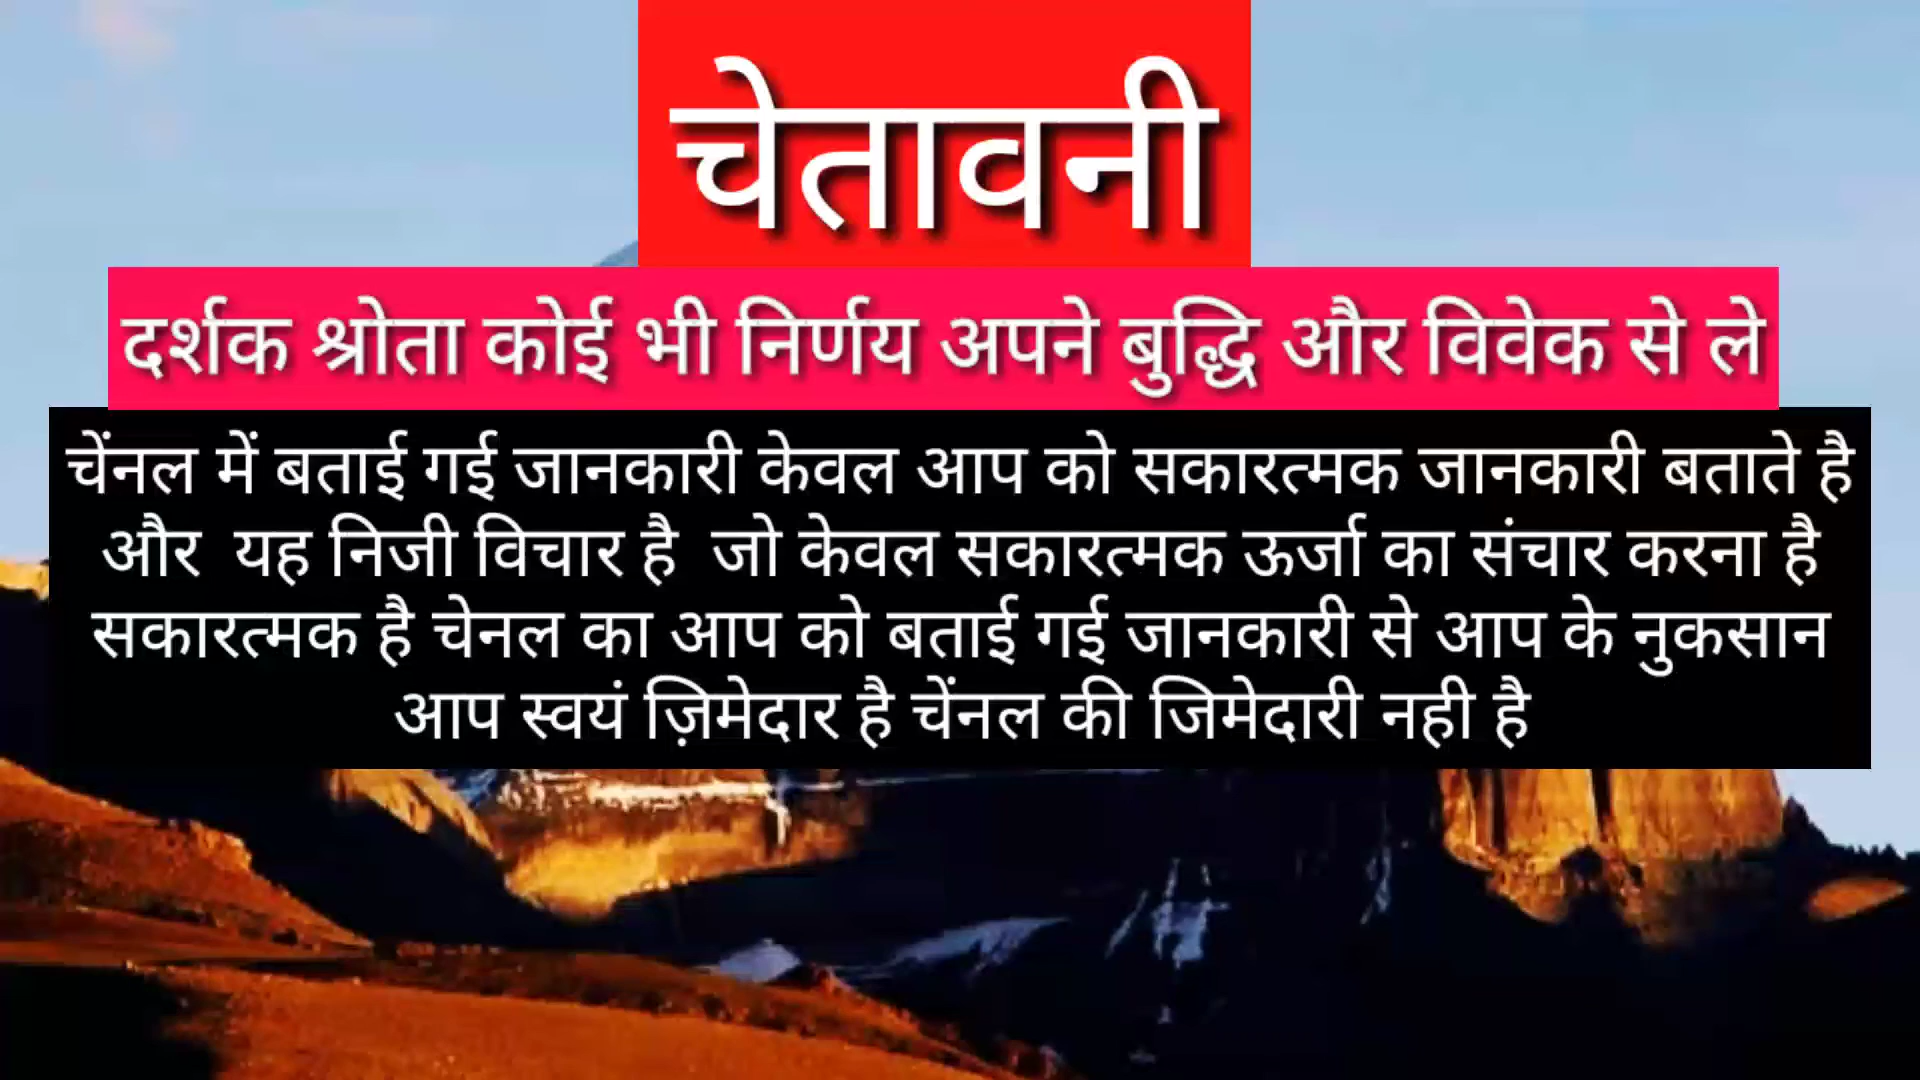 चेतावनी
दर्शक श्रोता कोई भी निर्णय अपने बुद्धि और विवेक से ले
चेंनल में बताई गई जानकारी केवल आप को सकारत्मक जानकारी बताते है
और यह निजी विचार है जो केवल सकारत्मक ऊर्जा का संचार करना है
सकारत्मक है चेनल का आप को बताई गई जानकारी से आप के नुकसान
आप स्वयं ज़िमेदार है चेंनल की जिमेदारी नही है